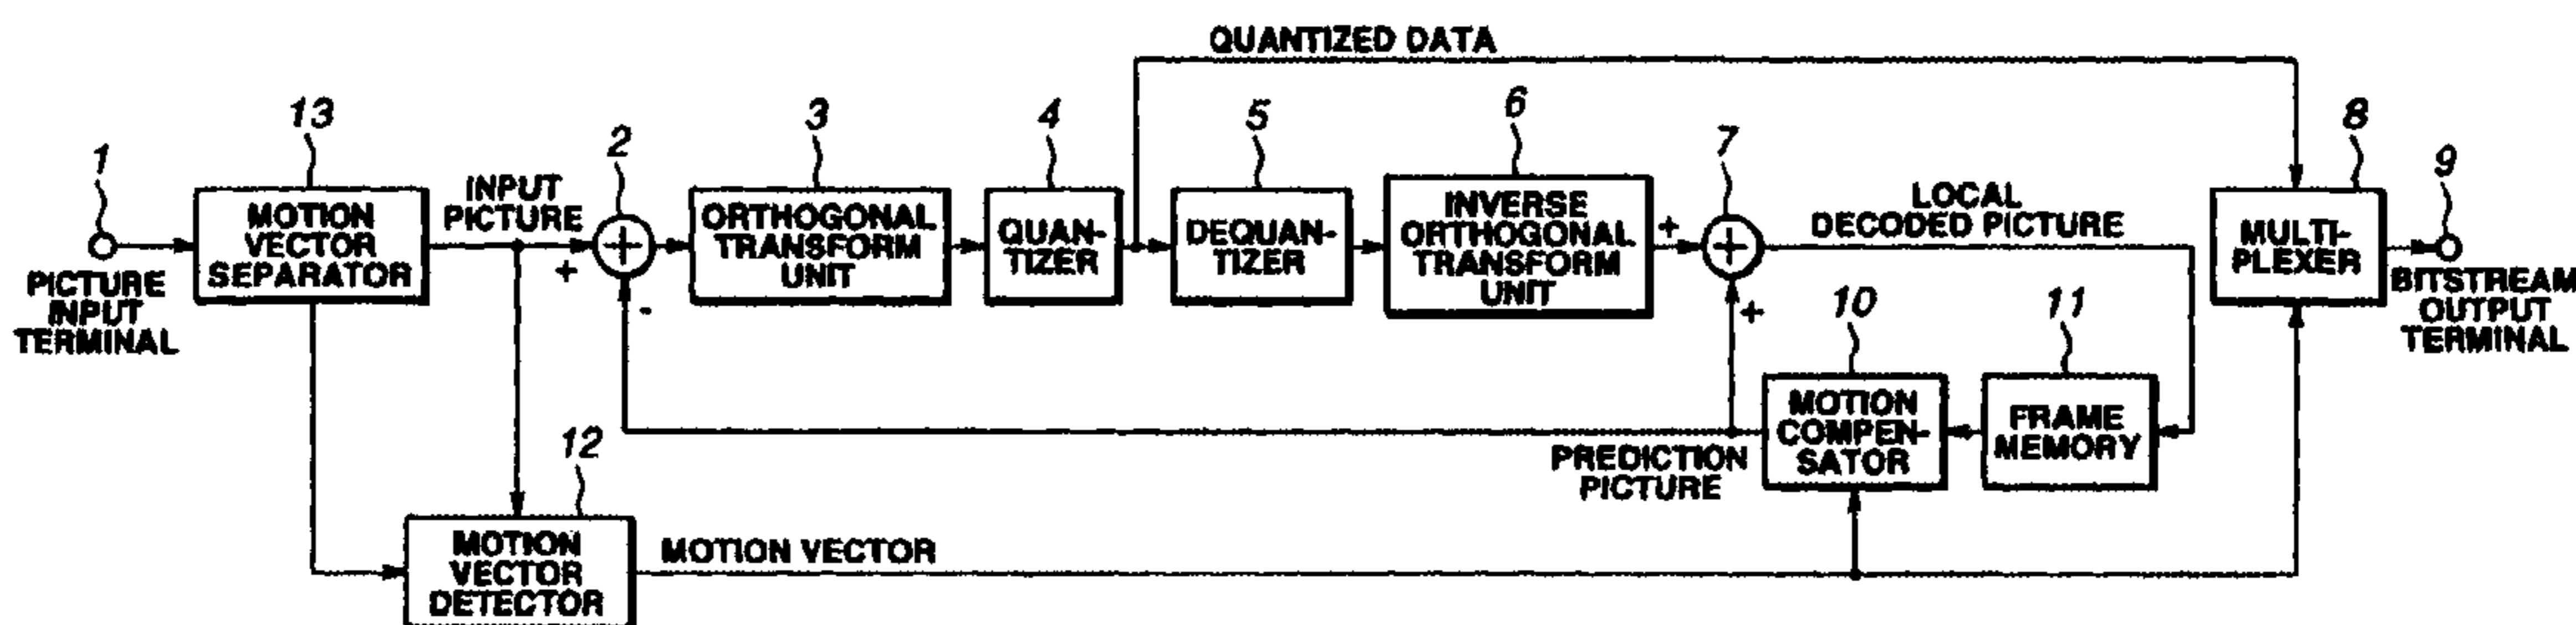 QUANTIZED DATA
1
13
2
3
4
5
6
7
8
9
PICTURE
INPUT
TERMINAL
MOTION
VECTOR
SEPARATOR
INPUT
PICTURE
+
-
+
ORTHOGONAL
TRANSFORM
UNIT
QUAN-
TIZER
DEQUAN-
TIZER
INVERSE
ORTHOGONAL
TRANSFORM
UNIT
+
+
+
LOCAL
DECODED PICTURE
MULTI-
PLEXER
BITSTREAM
OUTPUT
TERMINAL
10
11
MOTION
COMPEN-
SATOR
FRAME
MEMORY
PREDICTION
PICTURE
12
MOTION
VECTOR
DETECTOR
MOTION VECTOR